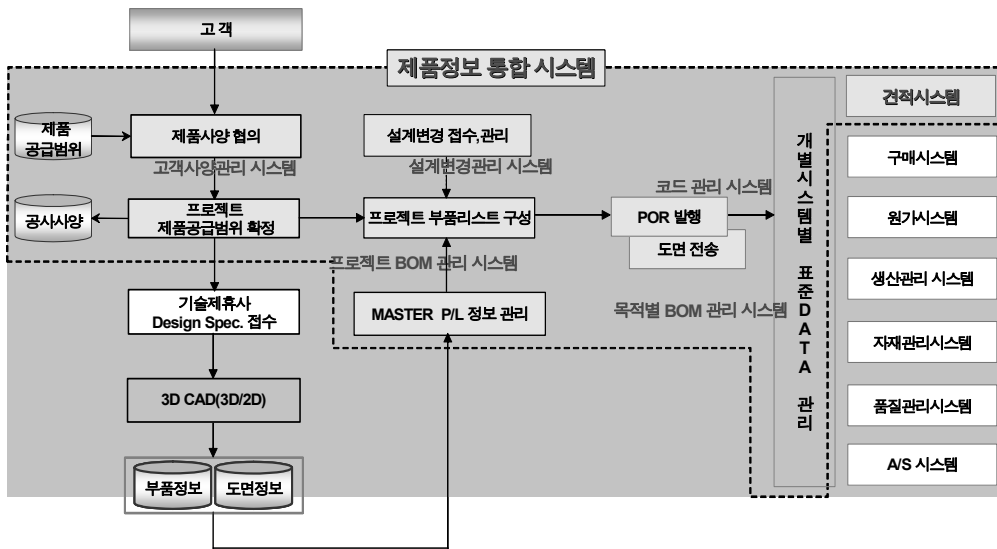 고 객
제품정보 통합 시스템
제품
공급범위
제품사양 협의
고객사양관리 시스템
공사사양
프로젝트
제품공급범위 확정
설계변경 접수,관리
설계변경관리 시스템
프로젝트 부품리스트 구성
프로젝트 BOM 관리 시스템
코드 관리 시스템
POR 발행
도면 전송
목적별 BOM 관리 시스템
기술제휴사
Design Spec. 접수
MASTER P/L 정보 관리
3D CAD(3D/2D)
부품정보
도면정보
개별시스템별 표준DATA 관리
견적시스템
구매시스템
원가시스템
생산관리 시스템
자재관리시스템
품질관리시스템
A/S 시스템